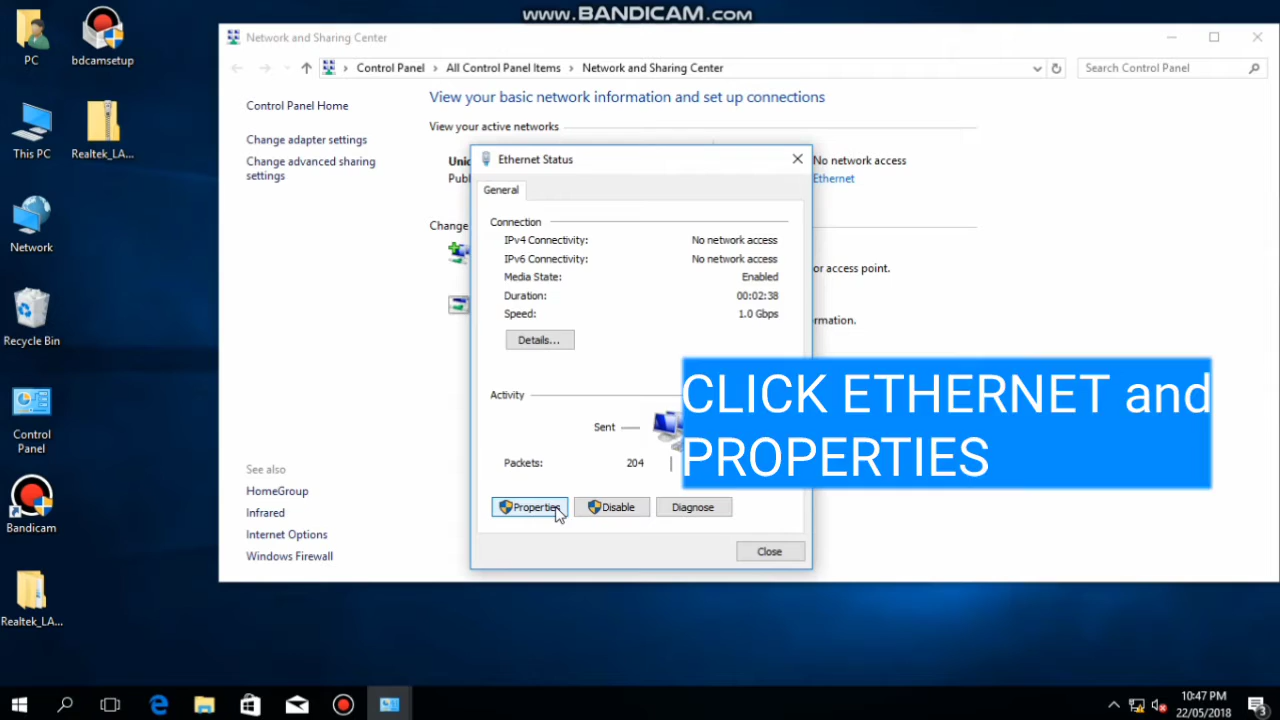 www.BANDICAM.com
PC
bdcamsetup
This PC
Realtek_LA...
Network
Recycle Bin
Control
Panel
Bandicam
Realtek_LA...
Network and Sharing Center
Control Panel > All Control Panel Items > Network and Sharing Center
Search Control Panel
Control Panel Home
Change adapter settings
Change advanced sharing
settings
See also
HomeGroup
Infrared
Internet Options
Windows Firewall
View your basic network information and set up connections
View your active networks
No network access
Publ
Ethernet
Change
or access point.
rmation.
Ethernet Status
General
Connection
IPv4 Connectivity: No network access
IPv6 Connectivity: No network access
Media State: Enabled
Duration: 00:02:38
Speed: 1.0 Gbps
Details...
Activity
Sent
Packets: 204
Properties
Disable
Diagnose
Close
CLICK ETHERNET and
PROPERTIES
10:47 PM
22/05/2018
3